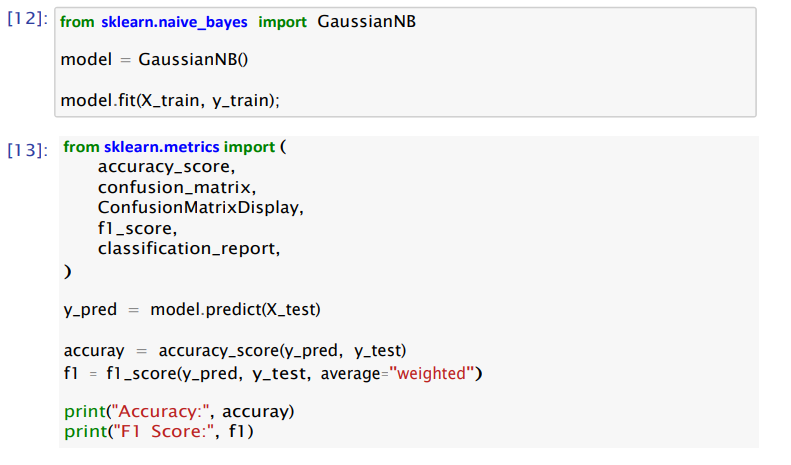 [12]: from sklearn.naive_bayes import GaussianNB
model = GaussianNB()
model.fit(X_train, y_train);
[13]: from sklearn.metrics import (
    accuracy_score,
    confusion_matrix,
    ConfusionMatrixDisplay,
    f1_score,
    classification_report,
)
y_pred = model.predict(X_test)
accuray = accuracy_score(y_pred, y_test)
f1 = f1_score(y_pred, y_test, average="weighted")
print("Accuracy:", accuray)
print("F1 Score:", f1)